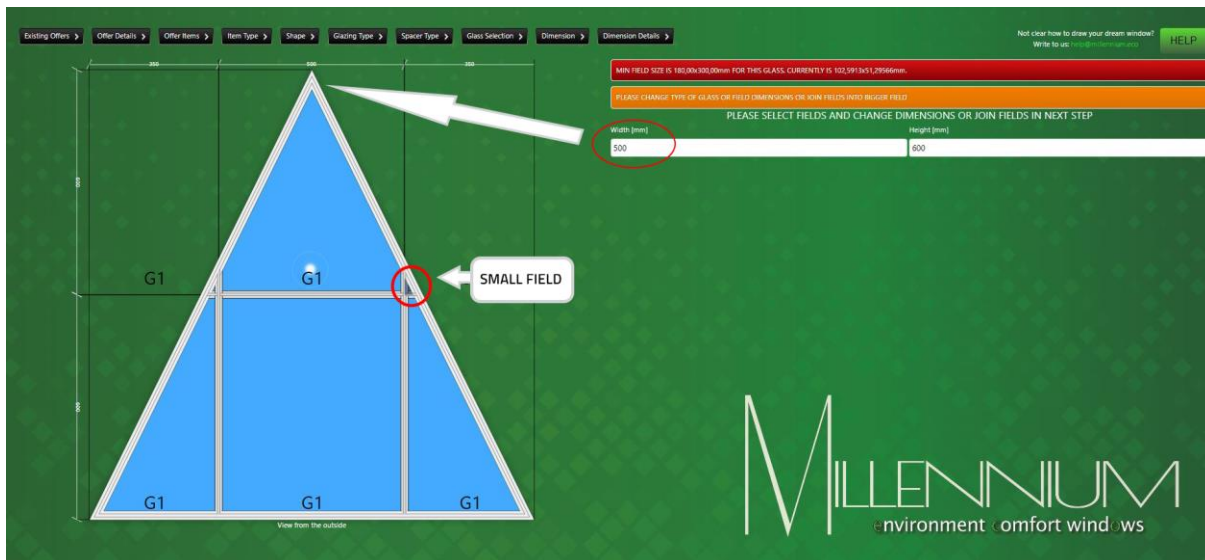 Existing Offers
Offer Details
Offer Items
Item Type
Shape
Glazing Type
Spacer Type
Glass Selection
Dimension
Dimension Details
Not clear how to draw your dream window?
Write to us: help@millennium.eco
HELP
MIN FIELD SIZE IS 180,00x300,00mm FOR THIS GLASS. CURRENTLY IS 102,5913x51,29566mm.
PLEASE CHANGE TYPE OF GLASS OR FIELD DIMENSIONS OR JOIN FIELDS INTO BIGGER FIELD
PLEASE SELECT FIELDS AND CHANGE DIMENSIONS OR JOIN FIELDS IN NEXT STEP
Width [mm]
Height [mm]
500
600
350
500
350
600
G1
G1
SMALL FIELD
G1
G1
G1
View from the outside
MILLENNIUM
environment comfort windows